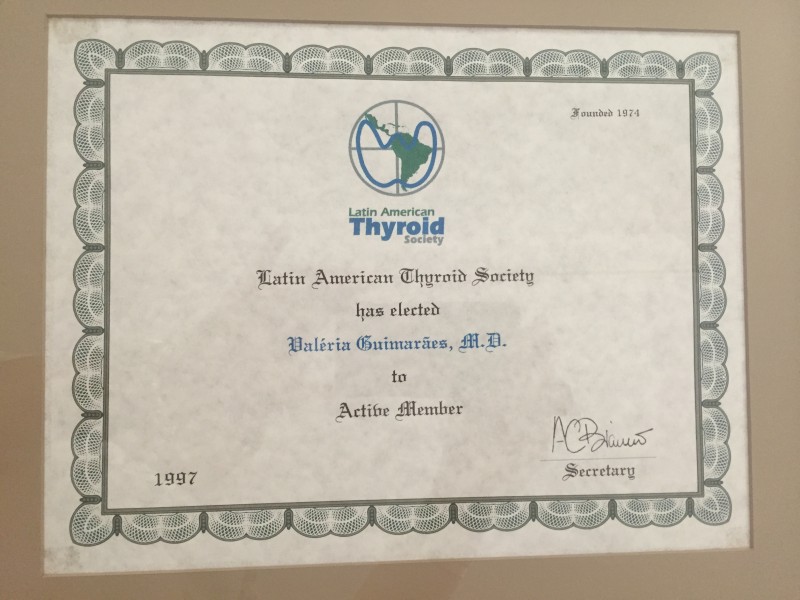 Founded 1974
Latin American
Thyroid
Society
Latin American Thyroid Society
has elected
Valéria Guimarães, M.D.
to
Active Member
ACBianco
1997
Secretary